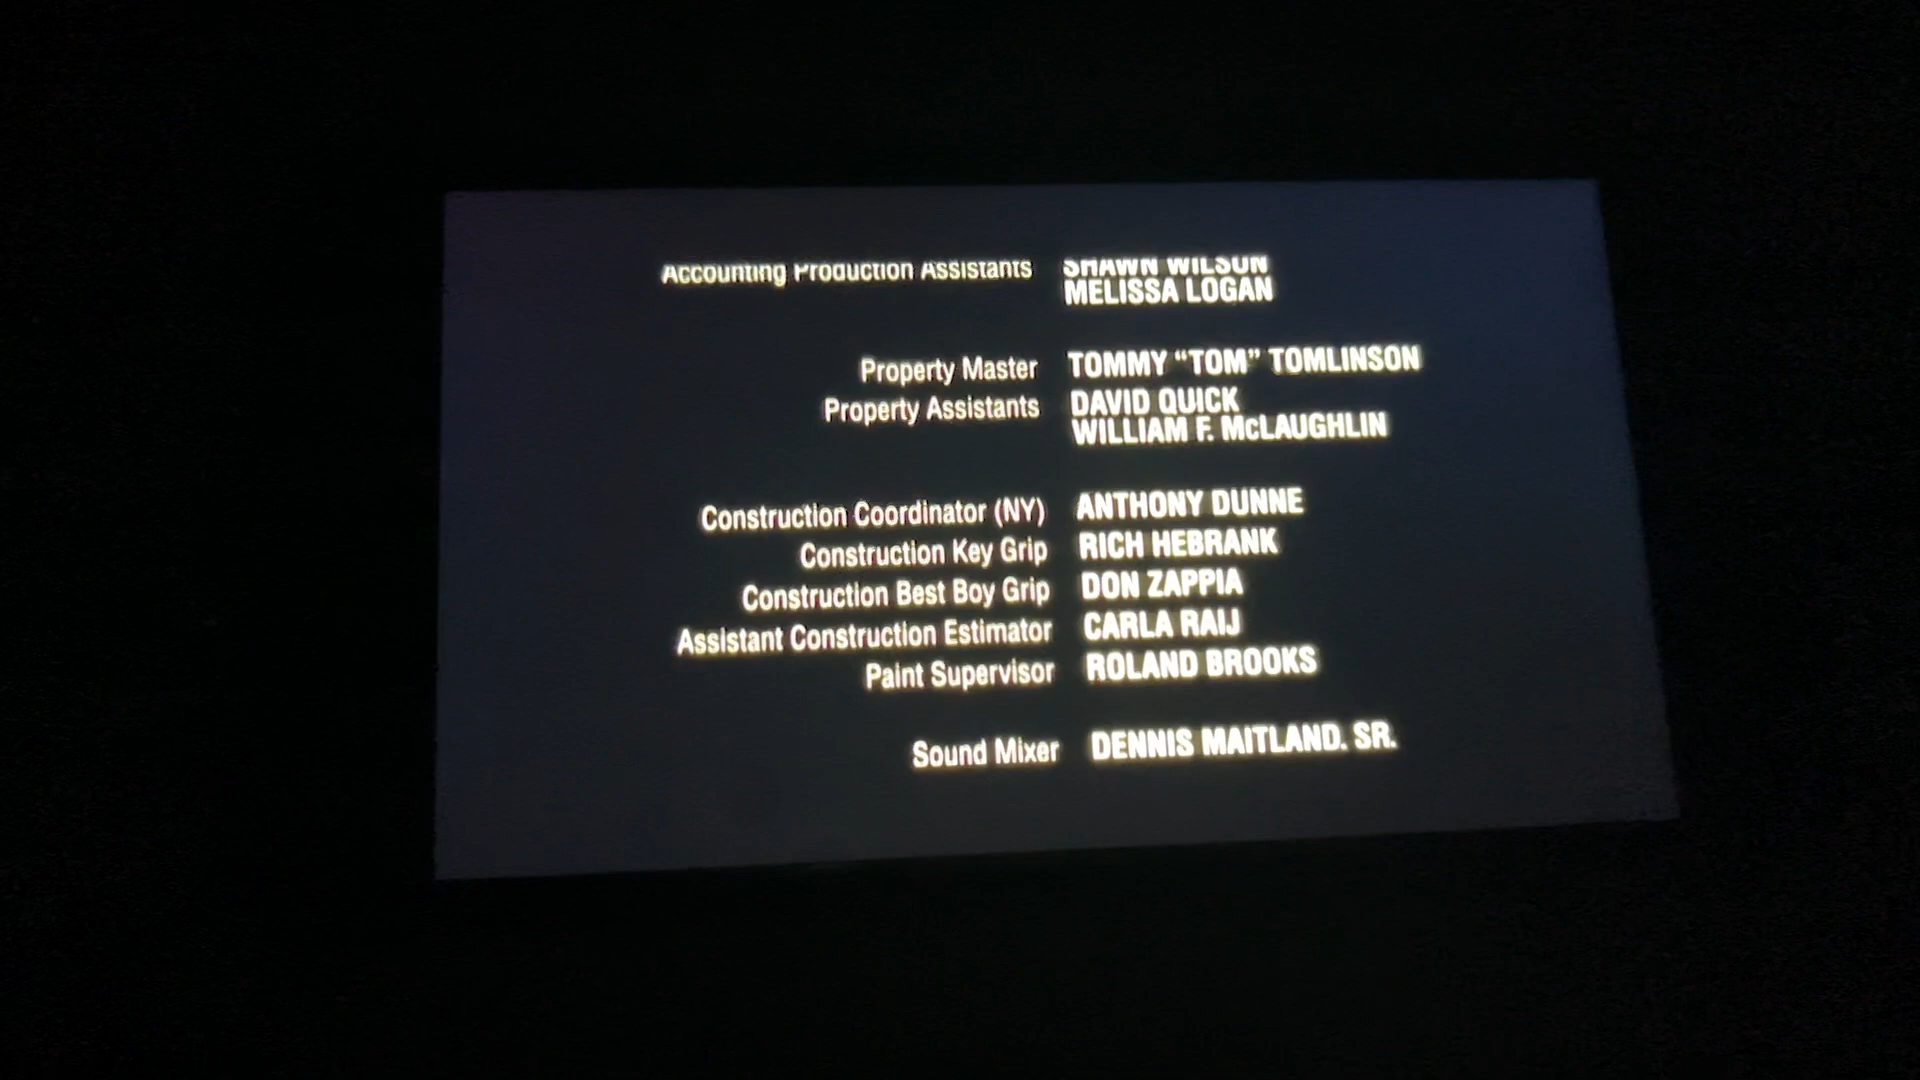 Accounting Production Assistants SHAWN WILSON
MELISSA LOGAN
Property Master TOMMY “TOM” TOMLINSON
Property Assistants DAVID QUICK
WILLIAM F. McLAUGHLIN
Construction Coordinator (NY) ANTHONY DUNNE
Construction Key Grip RICH HEBRANK
Construction Best Boy Grip DON ZAPPIA
Assistant Construction Estimator CARLA RAIJ
Paint Supervisor ROLAND BROOKS
Sound Mixer DENNIS MAITLAND. SR.